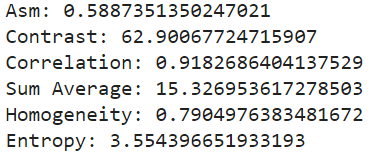 Asm: 0.5887351350247021
Contrast: 62.90067724715907
Correlation: 0.9182686404137529
Sum Average: 15.326953617278503
Homogeneity: 0.7904976383481672
Entropy: 3.554396651933193